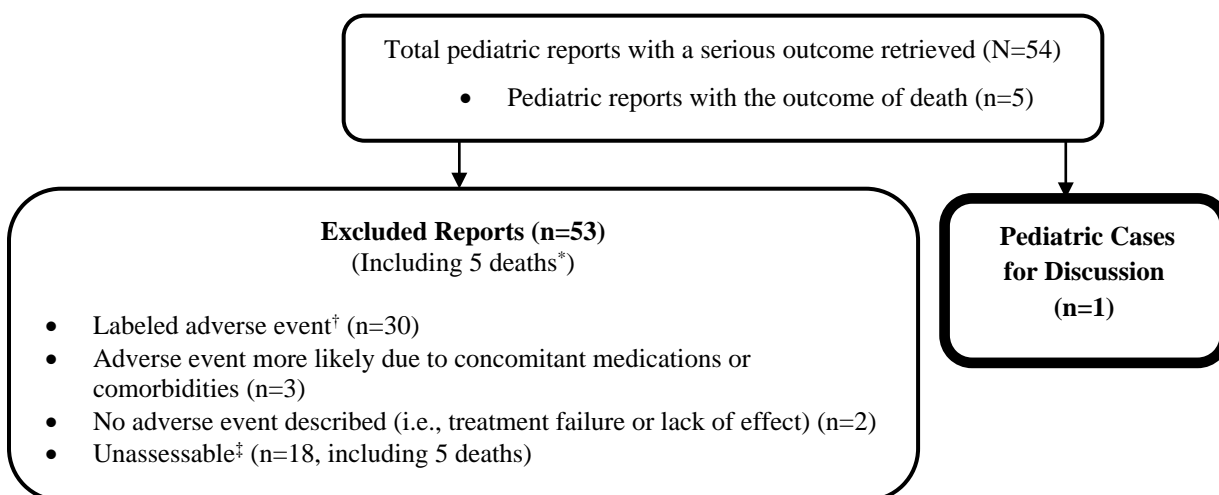 Total pediatric reports with a serious outcome retrieved (N=54)
• Pediatric reports with the outcome of death (n=5)
Excluded Reports (n=53)
(Including 5 deaths*)
• Labeled adverse event† (n=30)
• Adverse event more likely due to concomitant medications or
comorbidities (n=3)
• No adverse event described (i.e., treatment failure or lack of effect) (n=2)
• Unassessable‡ (n=18, including 5 deaths)
Pediatric Cases
for Discussion
(n=1)